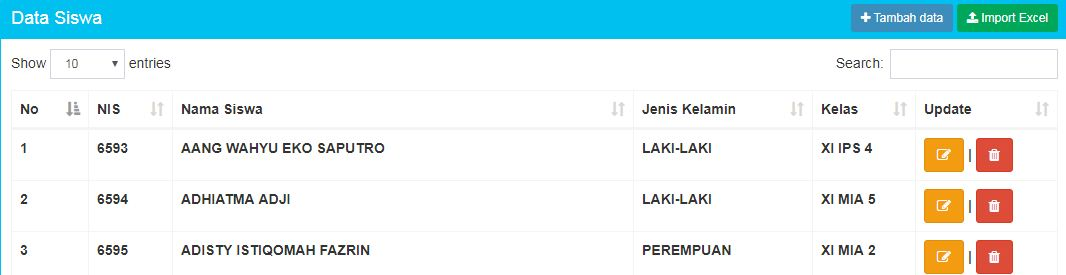 Data Siswa
Tambah data
Import Excel
Show 10 entries
Search:
No NIS Nama Siswa Jenis Kelamin Kelas Update
1 6593 AANG WAHYU EKO SAPUTRO LAKI-LAKI XI IPS 4 |
2 6594 ADHIATMA ADJI LAKI-LAKI XI MIA 5 |
3 6595 ADISTY ISTIQOMAH FAZRIN PEREMPUAN XI MIA 2 |